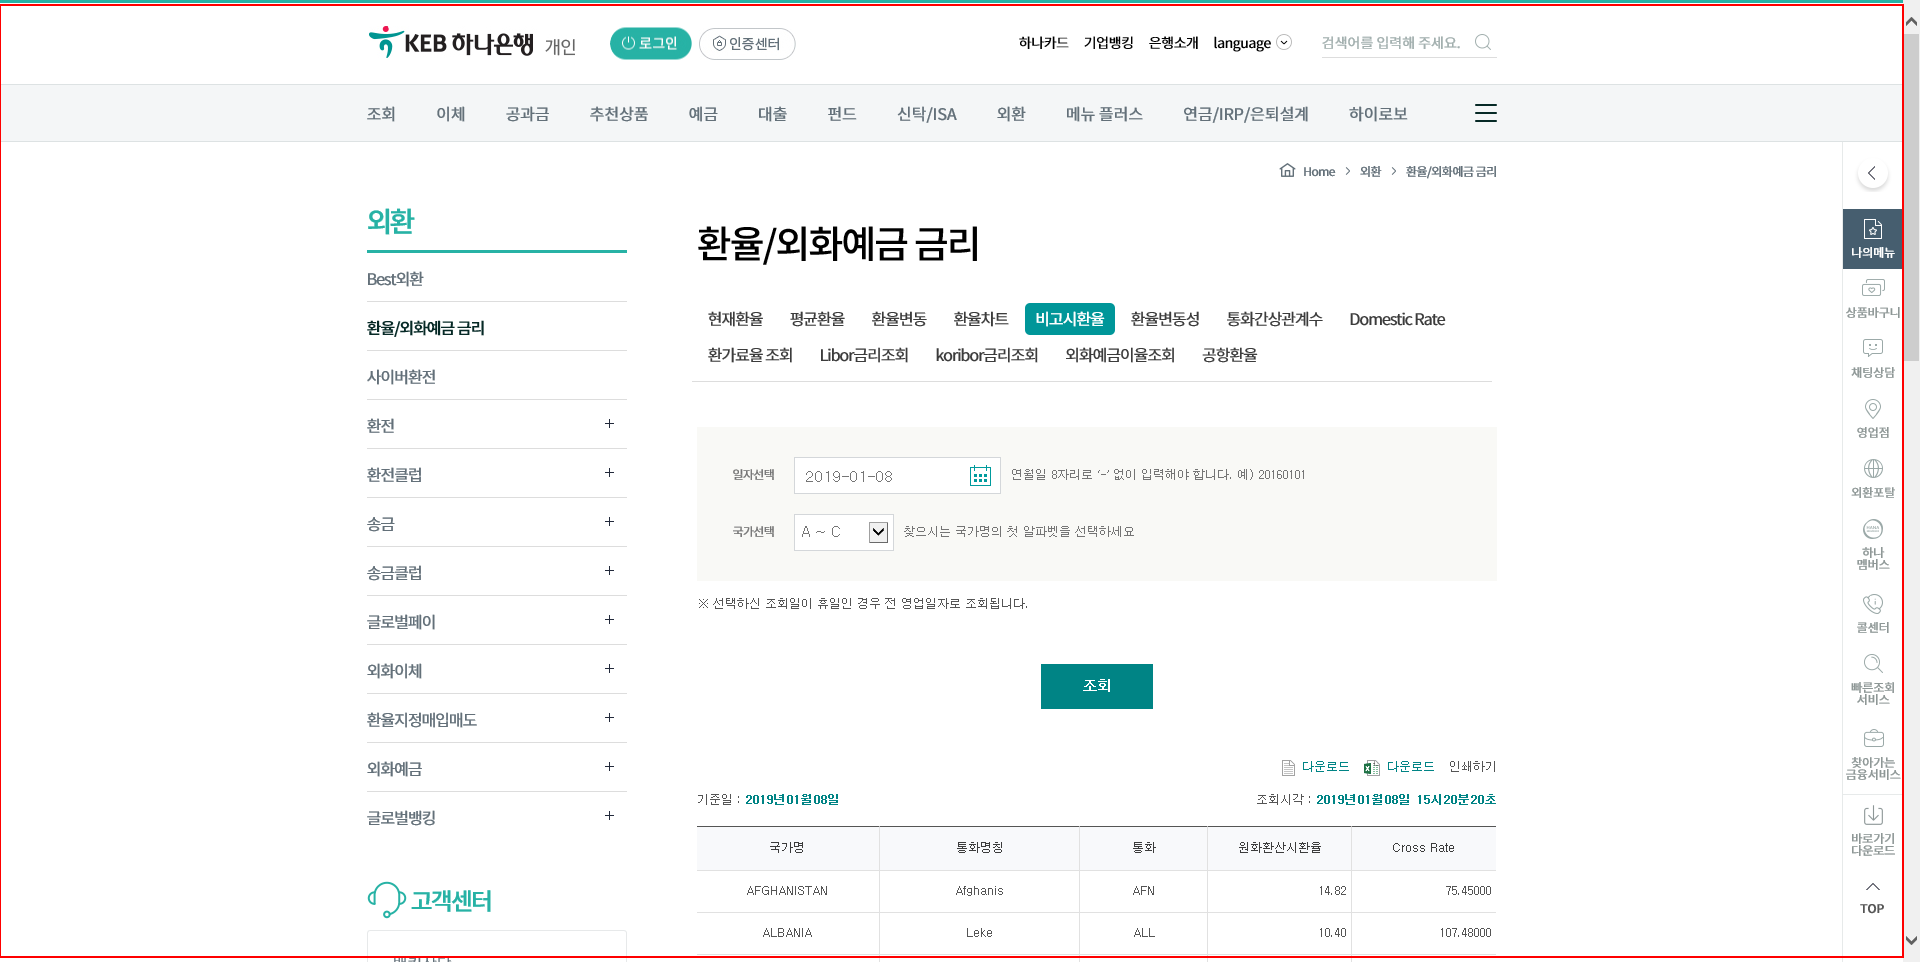 KEB 하나은행 개인 로그인 인증센터 하나카드 기업뱅킹 은행소개 language 검색어를 입력해 주세요.
조회 이체 공과금 추천상품 예금 대출 펀드 신탁/ISA 외환 메뉴 플러스 연금/IRP/은퇴설계 하이로보
Home > 외환 > 환율/외화예금 금리
외환
Best외환
환율/외화예금 금리
사이버환전
환전 +
환전클럽 +
송금 +
송금클럽 +
글로벌페이 +
외화이체 +
환율지정매입매도 +
외화예금 +
글로벌뱅킹 +
고객센터
환율/외화예금 금리
현재환율 평균환율 환율변동 환율차트 비고시환율 환율변동성 통화간상관계수 Domestic Rate
환가료율 조회 Libor금리조회 koribor금리조회 외화예금이율조회 공항환율
일자선택 2019-01-08 연월일 8자리로 '-' 없이 입력해야 합니다. 예) 20160101
국가선택 A ~ C 찾으시는 국가명의 첫 알파벳을 선택하세요
※ 선택하신 조회일이 휴일인 경우 전 영업일자로 조회됩니다.
조회
다운로드 다운로드 인쇄하기
기준일 : 2019년01월08일 조회시각 : 2019년01월08일 15시20분20초
국가명 통화명칭 통화 원화환산시환율 Cross Rate
AFGHANISTAN Afghanis AFN 14.82 75.45000
ALBANIA Leke ALL 10.40 107.48000
나의메뉴
상품바구니
채팅상담
영업점
외환포탈
하나
멤버스
콜센터
빠른조회
서비스
찾아가는
금융서비스
바로가기
다운로드
TOP